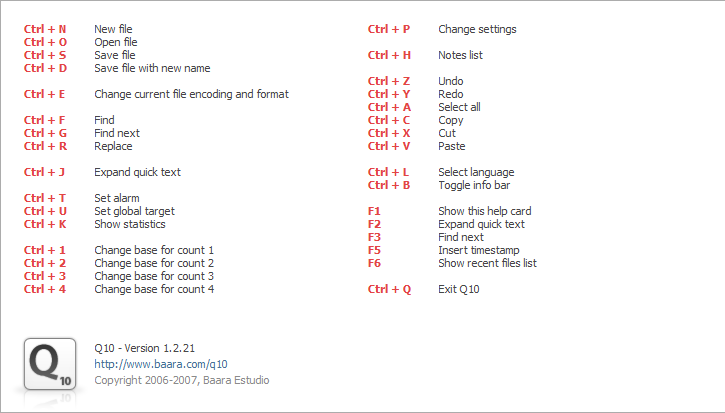 Ctrl + N New file
Ctrl + O Open file
Ctrl + S Save file
Ctrl + D Save file with new name
Ctrl + E Change current file encoding and format
Ctrl + F Find
Ctrl + G Find next
Ctrl + R Replace
Ctrl + J Expand quick text
Ctrl + T Set alarm
Ctrl + U Set global target
Ctrl + K Show statistics
Ctrl + 1 Change base for count 1
Ctrl + 2 Change base for count 2
Ctrl + 3 Change base for count 3
Ctrl + 4 Change base for count 4
Ctrl + P Change settings
Ctrl + H Notes list
Ctrl + Z Undo
Ctrl + Y Redo
Ctrl + A Select all
Ctrl + C Copy
Ctrl + X Cut
Ctrl + V Paste
Ctrl + L Select language
Ctrl + B Toggle info bar
F1 Show this help card
F2 Expand quick text
F3 Find next
F5 Insert timestamp
F6 Show recent files list
Ctrl + Q Exit Q10
Q10
Q10 - Version 1.2.21
http://www.baara.com/q10
Copyright 2006-2007, Baara Estudio